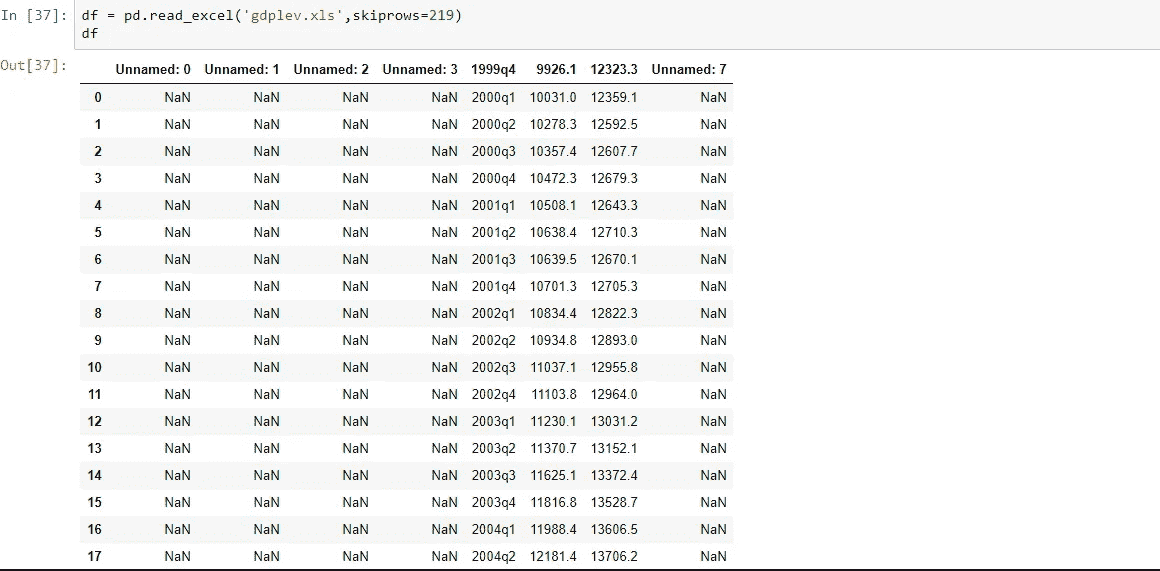 In [37]: df = pd.read_excel('gdplev.xls',skiprows=219)
df
Out[37]:
Unnamed: 0 Unnamed: 1 Unnamed: 2 Unnamed: 3 1999q4 9926.1 12323.3 Unnamed: 7
0 NaN NaN NaN NaN 2000q1 10031.0 12359.1 NaN
1 NaN NaN NaN NaN 2000q2 10278.3 12592.5 NaN
2 NaN NaN NaN NaN 2000q3 10357.4 12607.7 NaN
3 NaN NaN NaN NaN 2000q4 10472.3 12679.3 NaN
4 NaN NaN NaN NaN 2001q1 10508.1 12643.3 NaN
5 NaN NaN NaN NaN 2001q2 10638.4 12710.3 NaN
6 NaN NaN NaN NaN 2001q3 10639.5 12670.1 NaN
7 NaN NaN NaN NaN 2001q4 10701.3 12705.3 NaN
8 NaN NaN NaN NaN 2002q1 10834.4 12822.3 NaN
9 NaN NaN NaN NaN 2002q2 10934.8 12893.0 NaN
10 NaN NaN NaN NaN 2002q3 11037.1 12955.8 NaN
11 NaN NaN NaN NaN 2002q4 11103.8 12964.0 NaN
12 NaN NaN NaN NaN 2003q1 11230.1 13031.2 NaN
13 NaN NaN NaN NaN 2003q2 11370.7 13152.1 NaN
14 NaN NaN NaN NaN 2003q3 11625.1 13372.4 NaN
15 NaN NaN NaN NaN 2003q4 11816.8 13528.7 NaN
16 NaN NaN NaN NaN 2004q1 11988.4 13606.5 NaN
17 NaN NaN NaN NaN 2004q2 12181.4 13706.2 NaN